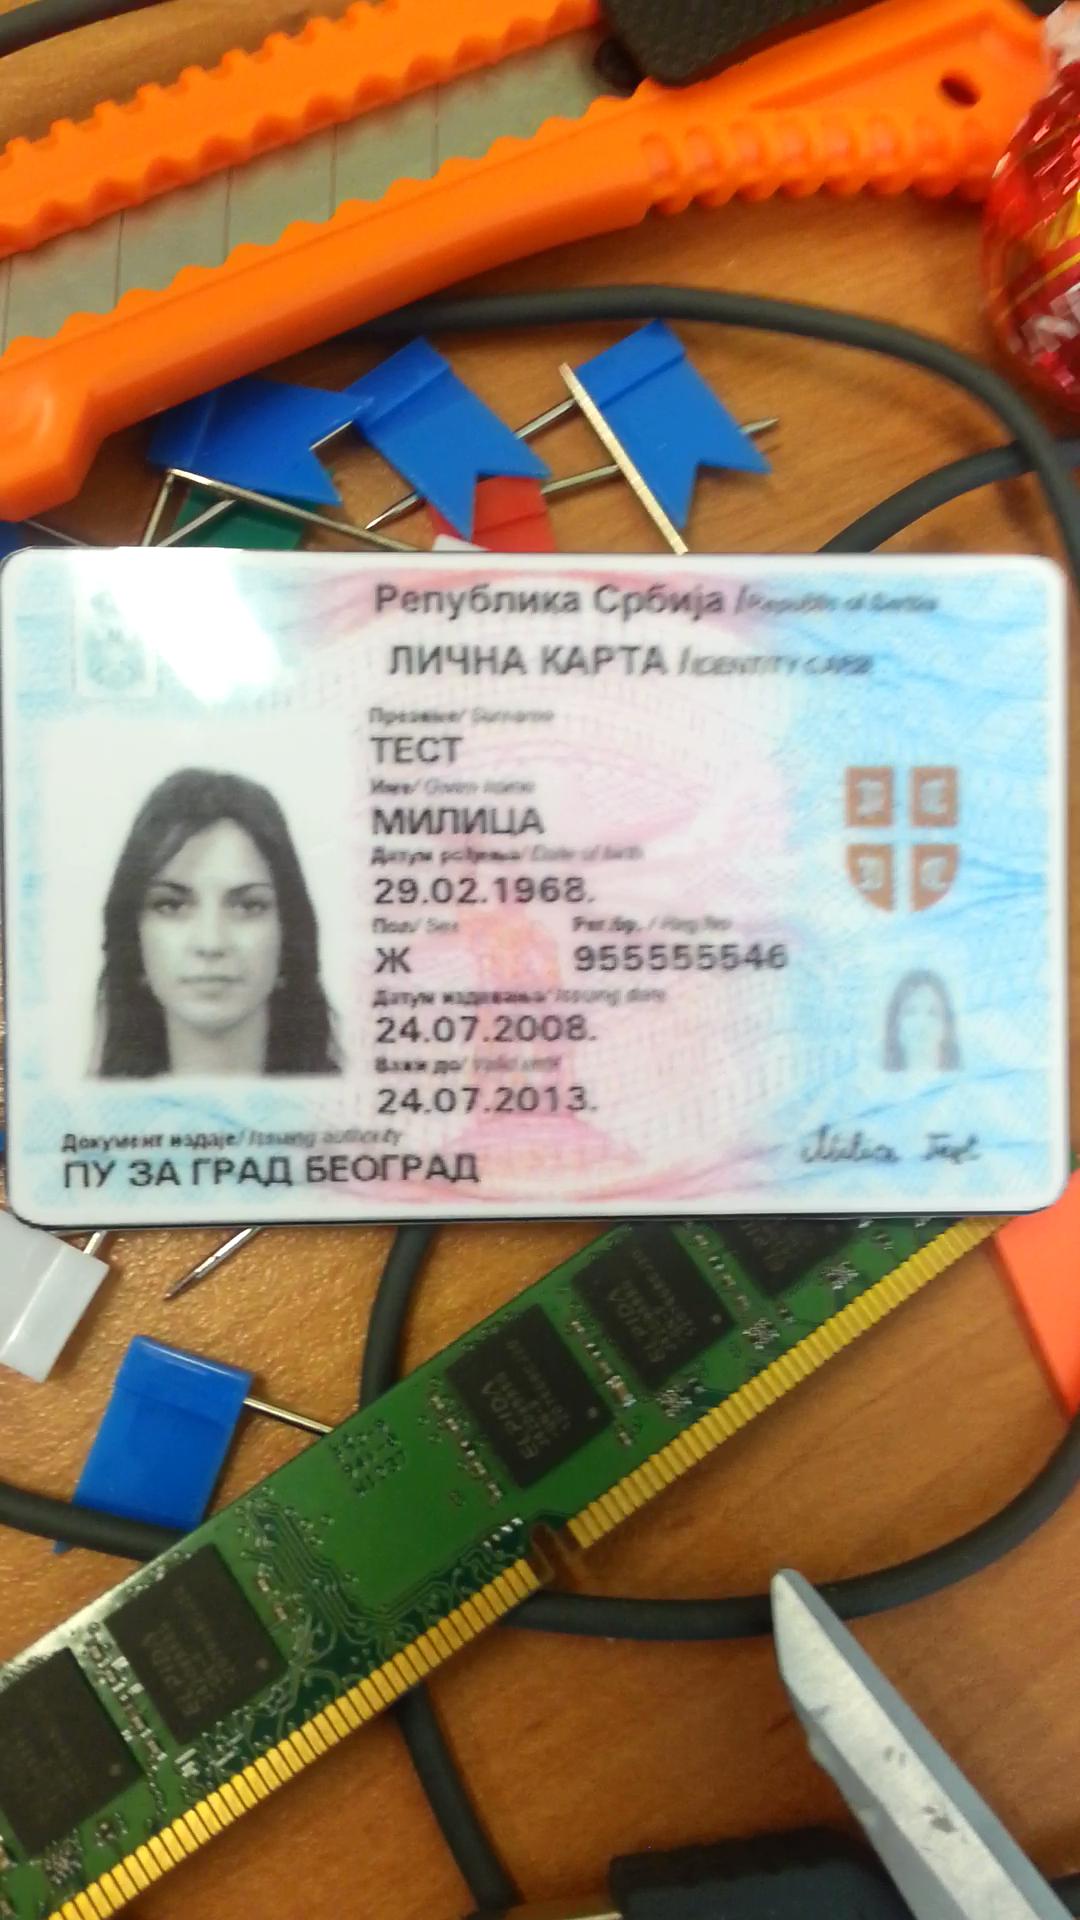 Република Србија /Republic of Serbia
ЛИЧНА КАРТА /IDENTITY CARD
Презиме/ Surname
ТЕСТ
Име/ Given name
МИЛИЦА
Датум рођења/ Date of birth
29.02.1968.
Пол/ Sex Рег.бр. / Reg.No
Ж 955555546
Датум издавања/ Issuing date
24.07.2008.
Важи до/ Valid until
24.07.2013.
Документ издаје/ Issuing authority
ПУ ЗА ГРАД БЕОГРАД
Milica Test
ELPIDA
ELPIDA